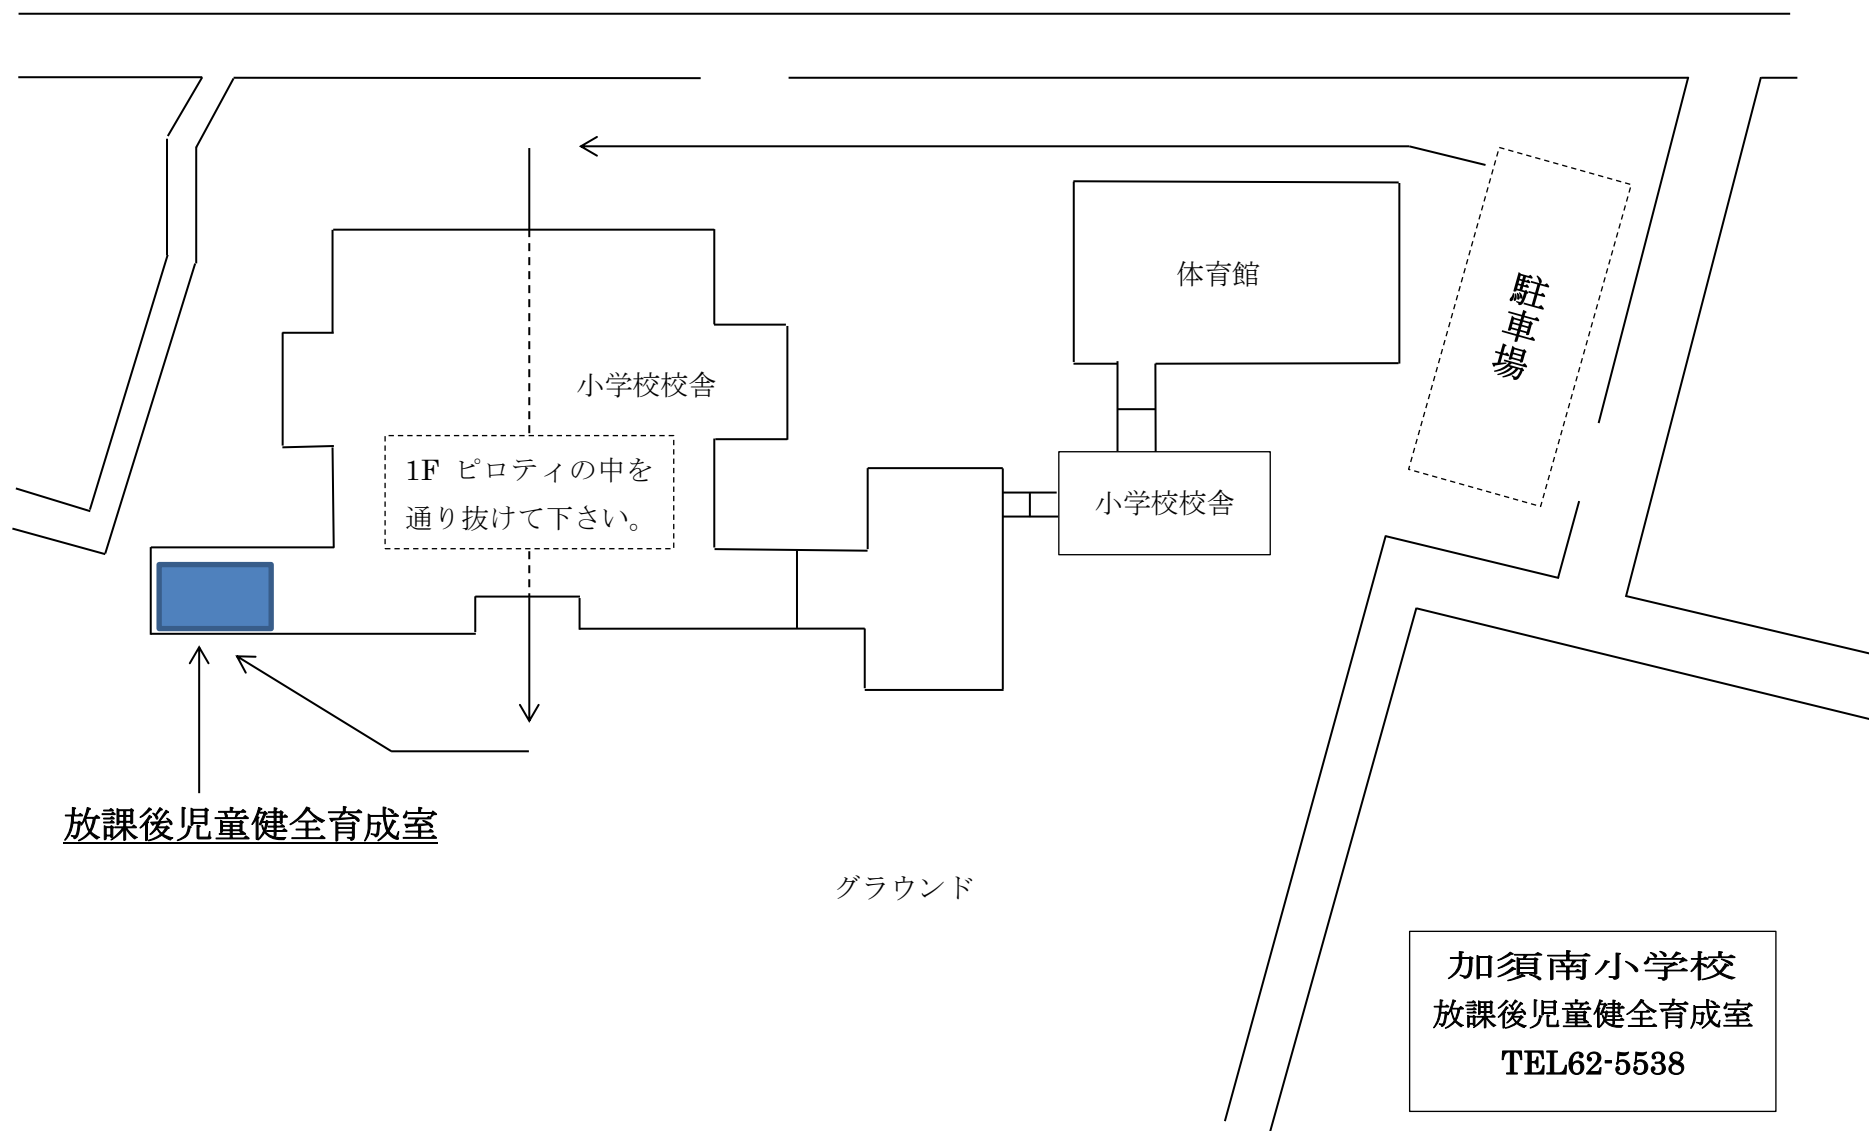 体育館
駐車場
小学校校舎
1F ピロティの中を
通り抜けて下さい。
小学校校舎
放課後児童健全育成室
グラウンド
加須南小学校
放課後児童健全育成室
TEL62-5538